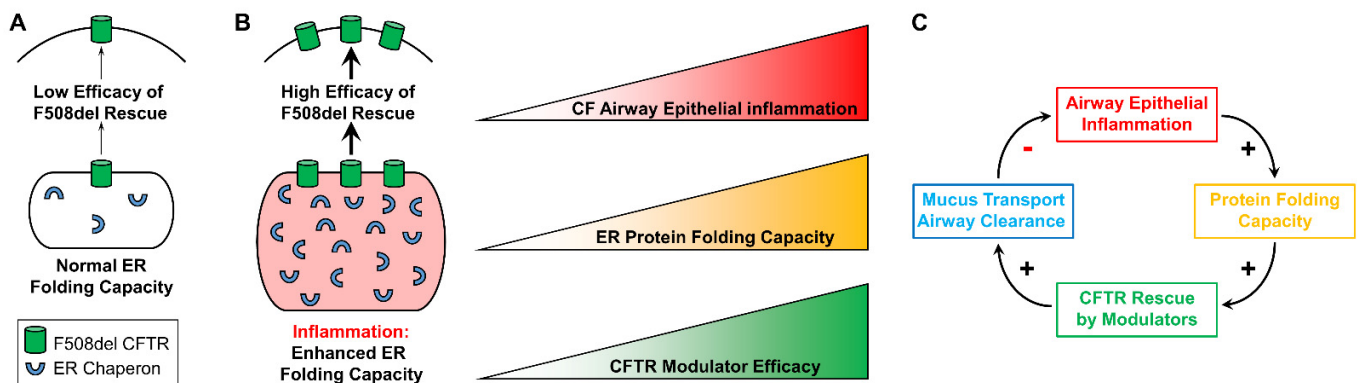 A
Low Efficacy of
F508del Rescue
Normal ER
Folding Capacity
F508del CFTR
ER Chaperon
B
High Efficacy of
F508del Rescue
Inflammation:
Enhanced ER
Folding Capacity
CF Airway Epithelial inflammation
ER Protein Folding Capacity
CFTR Modulator Efficacy
C
Airway Epithelial
Inflammation
-
+
Mucus Transport
Airway Clearance
Protein Folding
Capacity
+
+
CFTR Rescue
by Modulators